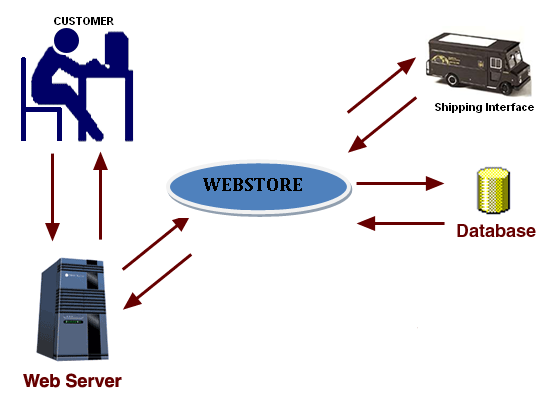 CUSTOMER
Shipping Interface
WEBSTORE
Database
Web Server